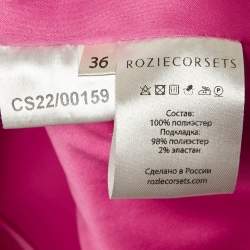 36
CS22/00159
ROZIECORSETS
Состав:
100% полиэстер
Подкладка:
98% полиэстер
2% эластан
Сделано в России
roziecorsets.com